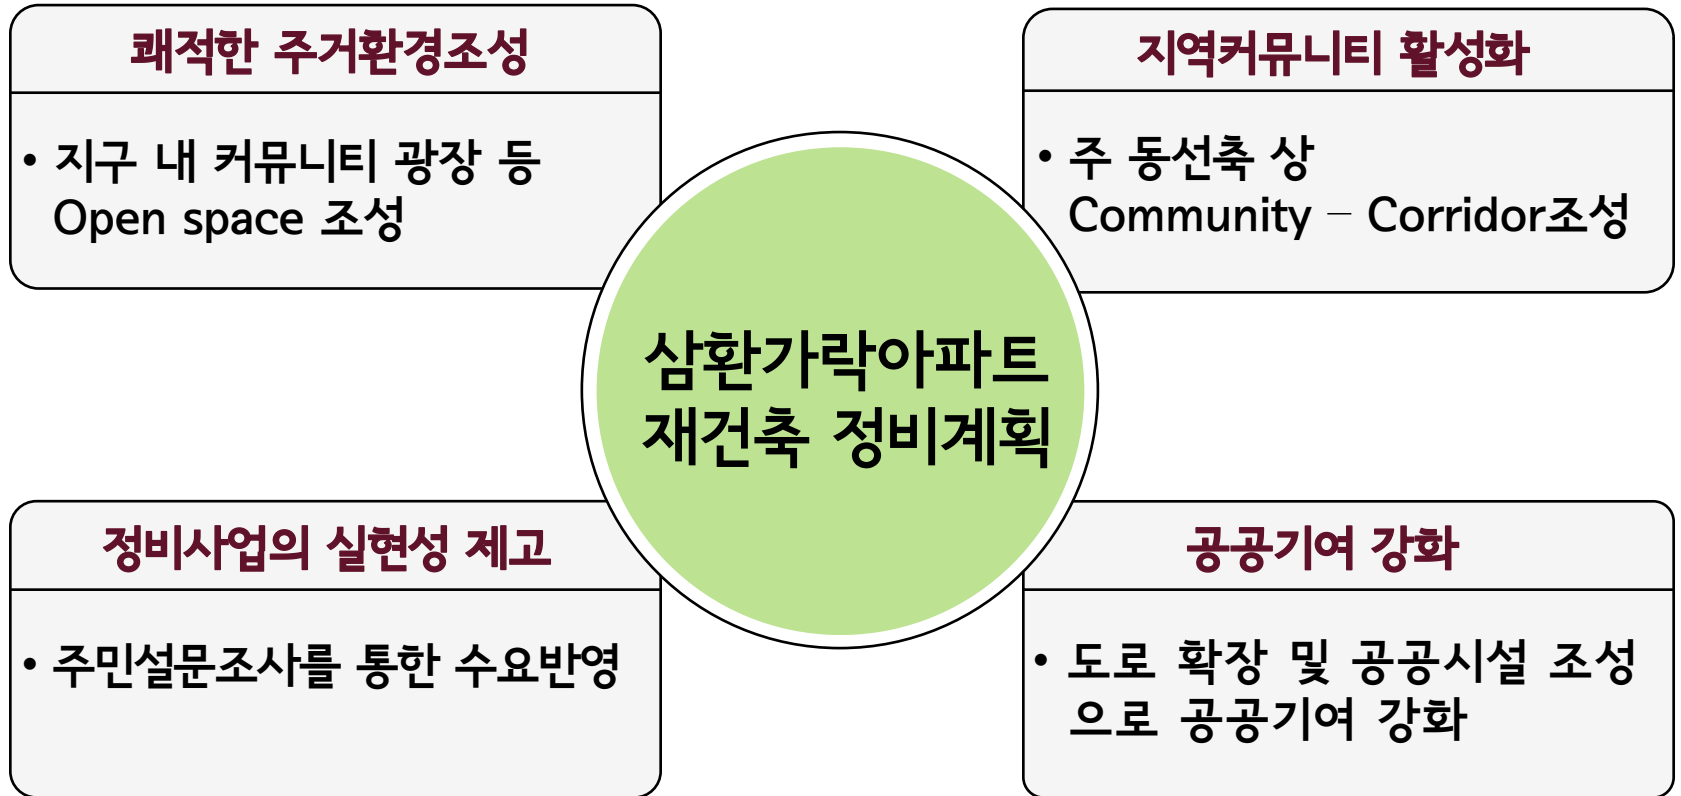 쾌적한 주거환경조성
• 지구 내 커뮤니티 광장 등
Open space 조성
지역커뮤니티 활성화
• 주 동선축 상
Community – Corridor조성
삼환가락아파트
재건축 정비계획
정비사업의 실현성 제고
• 주민설문조사를 통한 수요반영
공공기여 강화
• 도로 확장 및 공공시설 조성
으로 공공기여 강화